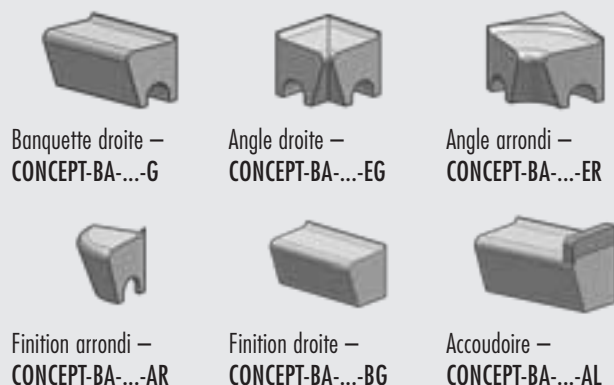 Banquette droite –
CONCEPT-BA-...-G
Angle droite –
CONCEPT-BA-...-EG
Angle arrondi –
CONCEPT-BA-...-ER
Finition arrondi –
CONCEPT-BA-...-AR
Finition droite –
CONCEPT-BA-...-BG
Accoudoire –
CONCEPT-BA-...-AL